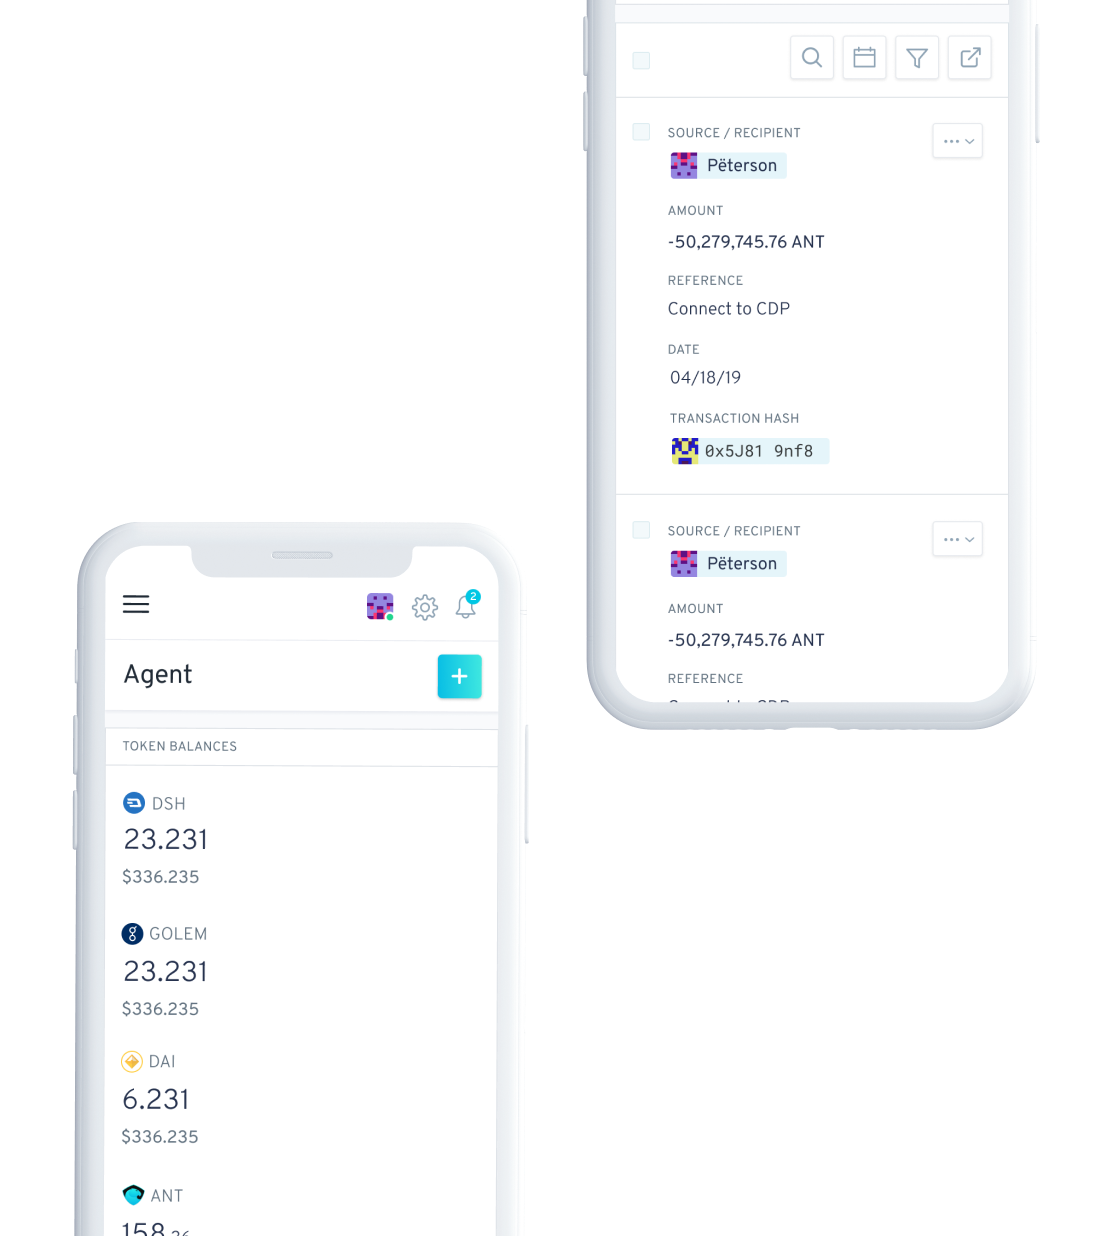 SOURCE / RECIPIENT
Pëterson
AMOUNT
-50,279,745.76 ANT
REFERENCE
Connect to CDP
DATE
04/18/19
TRANSACTION HASH
0x5J81 9nf8
SOURCE / RECIPIENT
Pëterson
AMOUNT
-50,279,745.76 ANT
REFERENCE
2
Agent
TOKEN BALANCES
DSH
23.231
$336.235
GOLEM
23.231
$336.235
DAI
6.231
$336.235
ANT